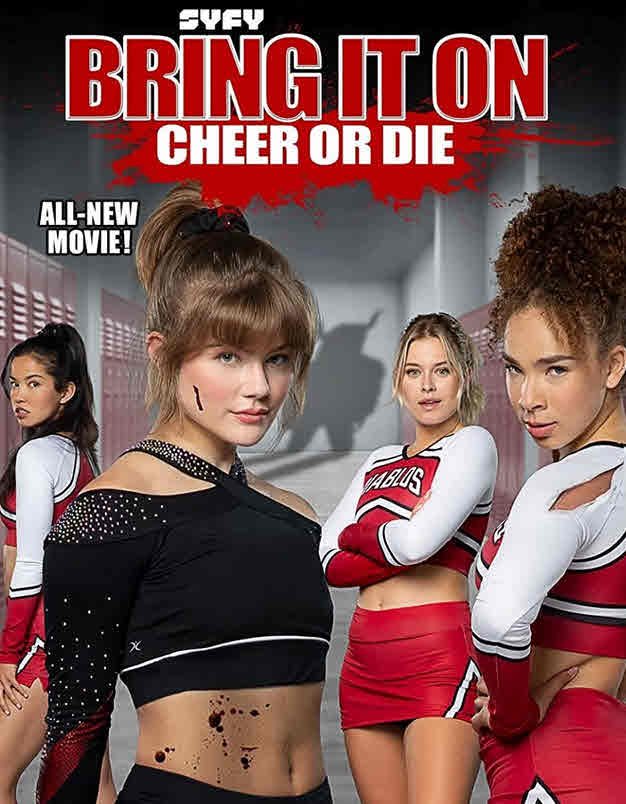 SYFY
BRING IT ON
CHEER OR DIE
ALL-NEW
MOVIE!
DIABLOS